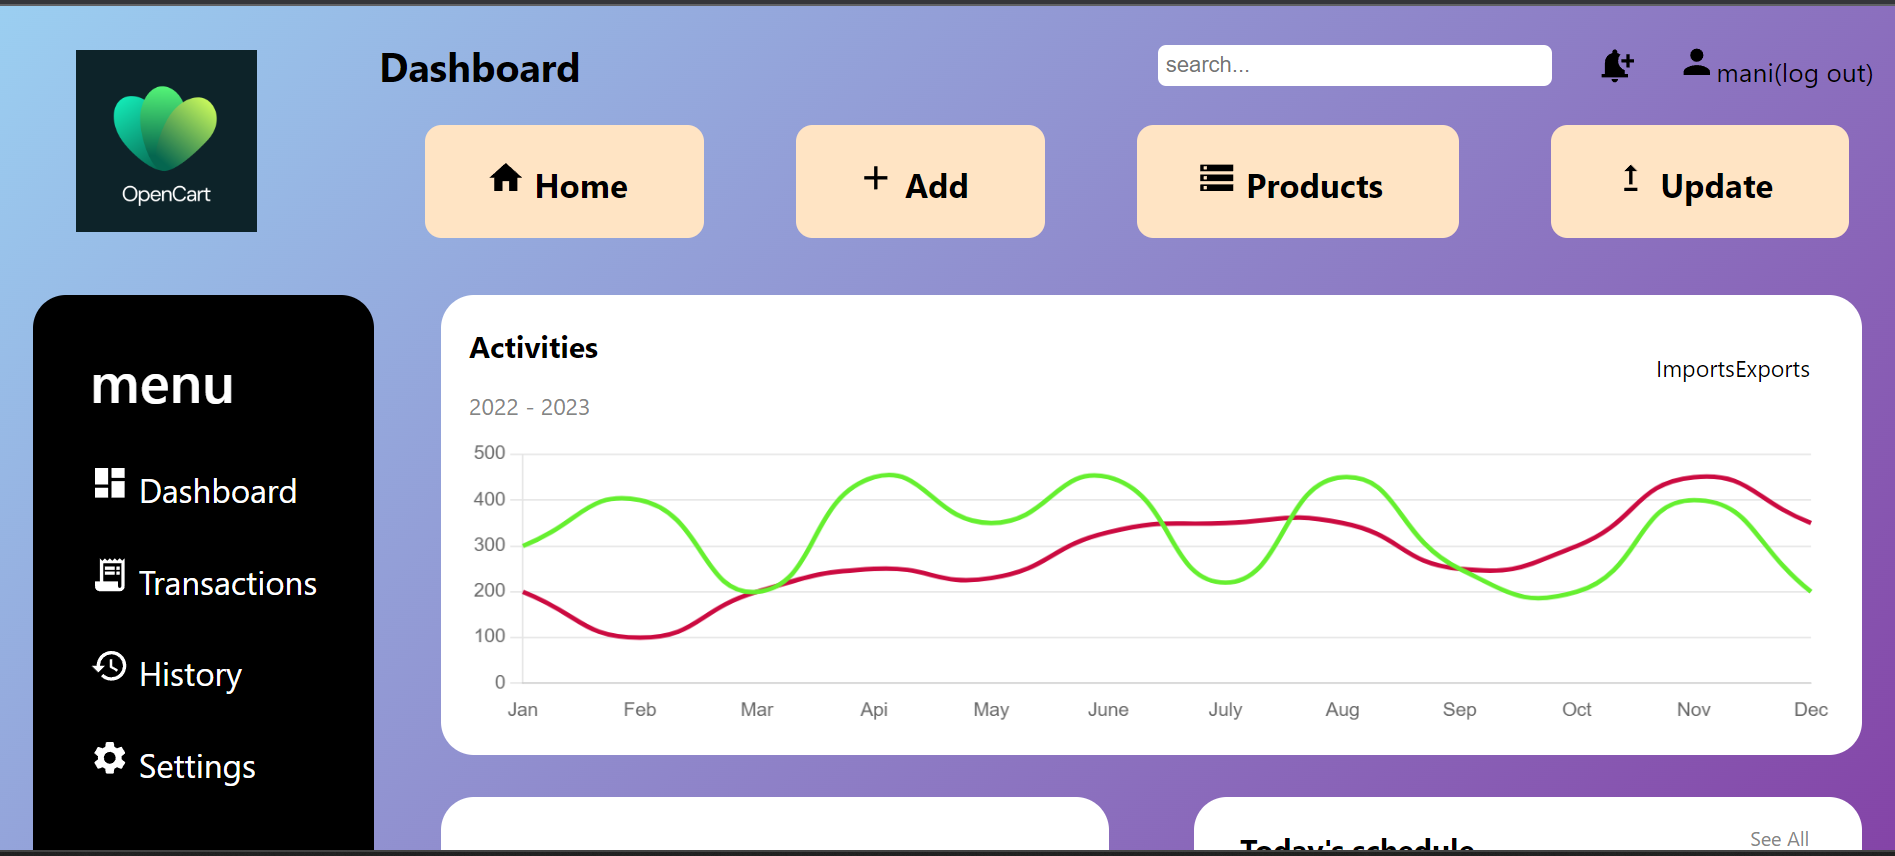 OpenCart
Dashboard
search...
mani(log out)
Home
Add
Products
Update
menu
Dashboard
Transactions
History
Settings
Activities
ImportsExports
2022 - 2023
500
400
300
200
100
0
Jan Feb Mar Api May June July Aug Sep Oct Nov Dec
Today's schedule
See All